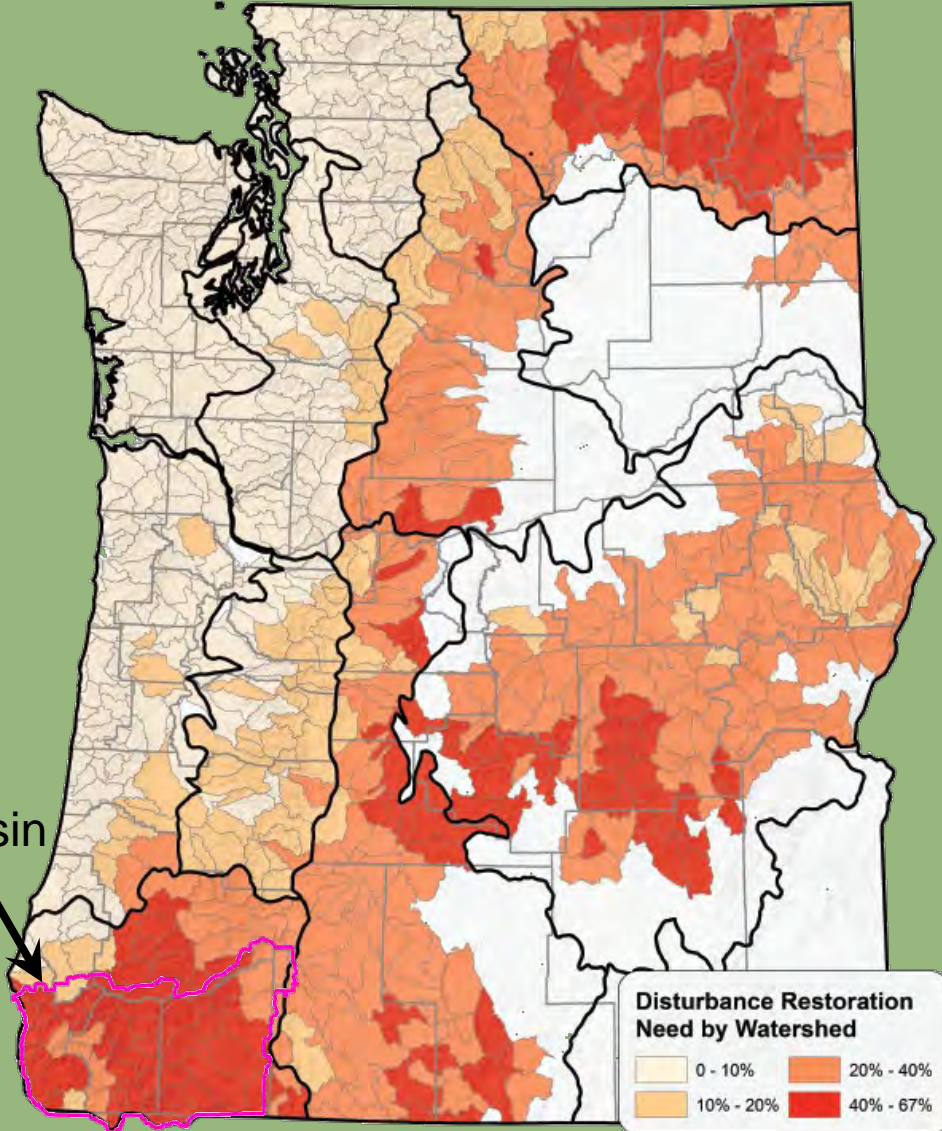 sin
Disturbance Restoration
Need by Watershed
0 - 10%
20% - 40%
10% - 20%
40% - 67%